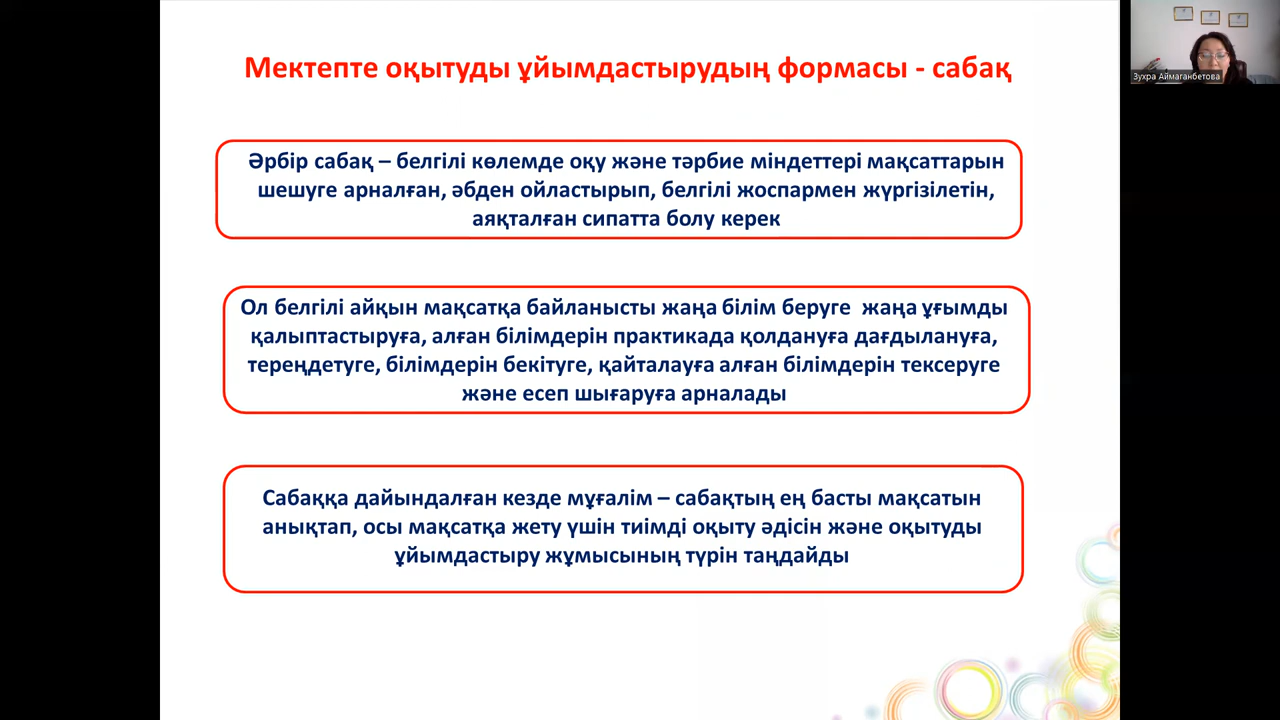 Мектепте оқытуды ұйымдастырудың формасы - сабақ
Әрбір сабақ – белгілі көлемде оқу және тәрбие міндеттері мақсаттарын
шешуге арналған, әбден ойластырып, белгілі жоспармен жүргізілетін,
аяқталған сипатта болу керек
Ол белгілі айқын мақсатқа байланысты жаңа білім беруге жаңа ұғымды
қалыптастыруға, алған білімдерін практикада қолдануға дағдылануға,
тереңдетуге, білімдерін бекітуге, қайталауға алған білімдерін тексеруге
және есеп шығаруға арналады
Сабаққа дайындалған кезде мұғалім – сабақтың ең басты мақсатын
анықтап, осы мақсатқа жету үшін тиімді оқыту әдісін және оқытуды
ұйымдастыру жұмысының түрін таңдайды
Зухра Аймаганбетова